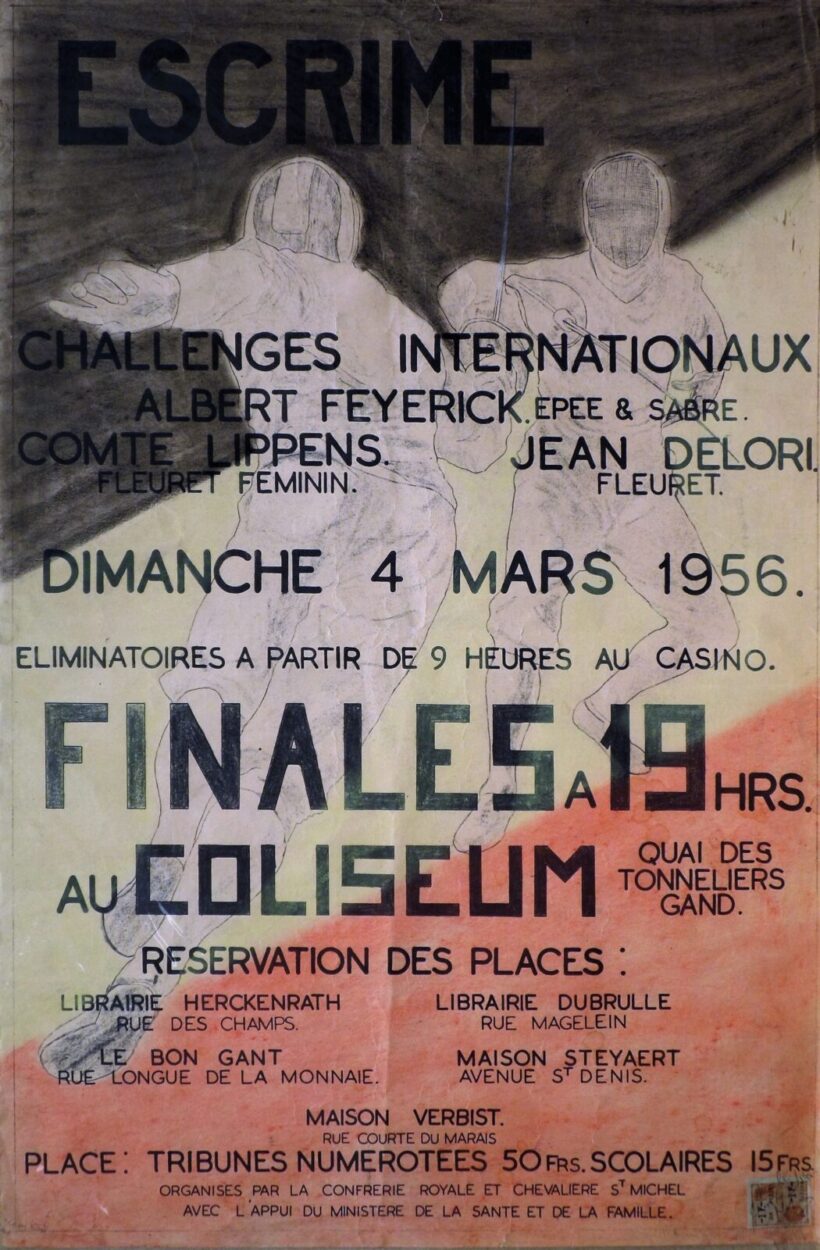 ESCRIME
CHALLENGES INTERNATIONAUX
ALBERT FEYERICK. EPEE & SABRE.
COMTE LIPPENS. JEAN DELORI.
FLEURET FEMININ. FLEURET.
DIMANCHE 4 MARS 1956.
ELIMINATOIRES A PARTIR DE 9 HEURES AU CASINO.
FINALES A 19 HRS.
AU COLISEUM QUAI DES
TONNELIERS
GAND.
RESERVATION DES PLACES :
LIBRAIRIE HERCKENRATH LIBRAIRIE DUBRULLE
RUE DES CHAMPS. RUE MAGELEIN
LE BON GANT MAISON STEYAERT
RUE LONGUE DE LA MONNAIE. AVENUE ST DENIS.
MAISON VERBIST.
RUE COURTE DU MARAIS
PLACE : TRIBUNES NUMEROTEES 50 FRS. SCOLAIRES 15 FRS
ORGANISES PAR LA CONFRERIE ROYALE ET CHEVALIERE ST MICHEL
AVEC L'APPUI DU MINISTERE DE LA SANTE ET DE LA FAMILLE.